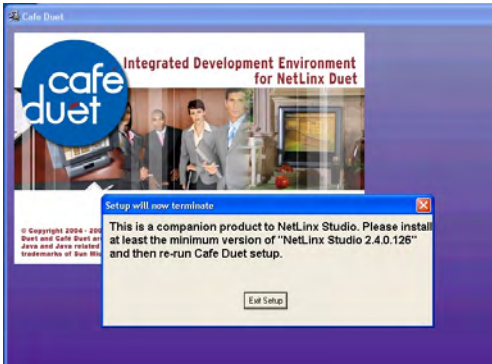 Cafe Duet
Integrated Development Environment
for NetLinx Duet
cafe
duet
Setup will now terminate
This is a companion product to NetLinx Studio. Please install
at least the minimum version of "NetLinx Studio 2.4.0.126"
and then re-run Cafe Duet setup.
© Copyright 2004 - 200
Duet and Café Duet ar
Java and Java related
trademarks of Sun Mi
Exit Setup